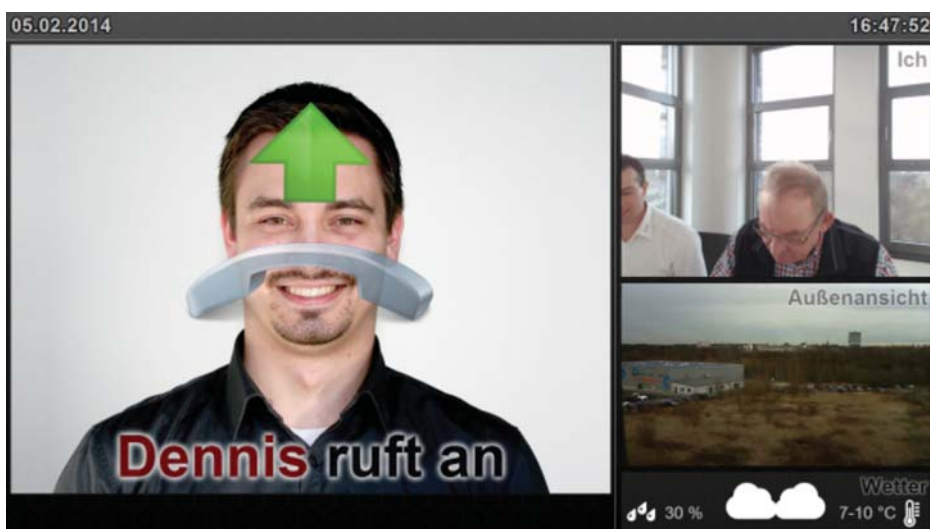 05.02.2014
16:47:52
Dennis ruft an
Ich
Außenansicht
Wetter
30 %
7-10 °C